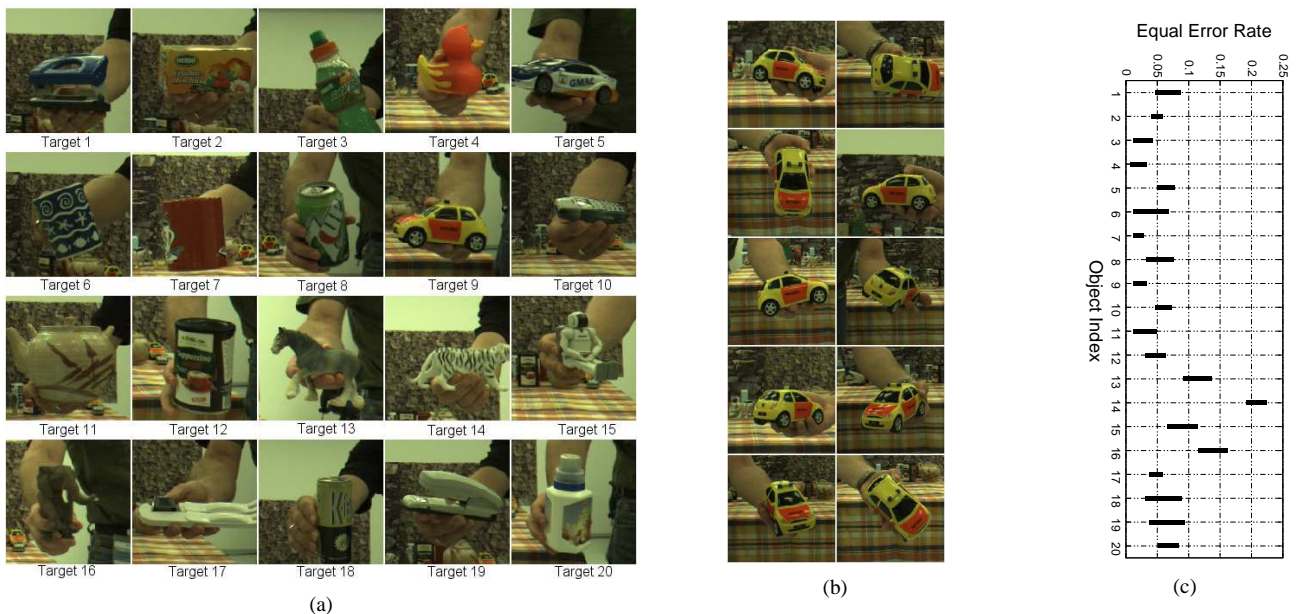 GMAC
Target 1
Target 2
Target 3
Target 4
Target 5
Target 6
Target 7
Target 8
Target 9
Target 10
Target 11
Target 12
Target 13
Target 14
Target 15
Target 16
Target 17
Target 18
Target 19
Target 20
(a)
(b)
Equal Error Rate
0
0.05
0.1
0.15
0.2
0.25
1
2
3
4
5
6
7
8
9
10
11
12
13
14
15
16
17
18
19
20
Object Index
(c)